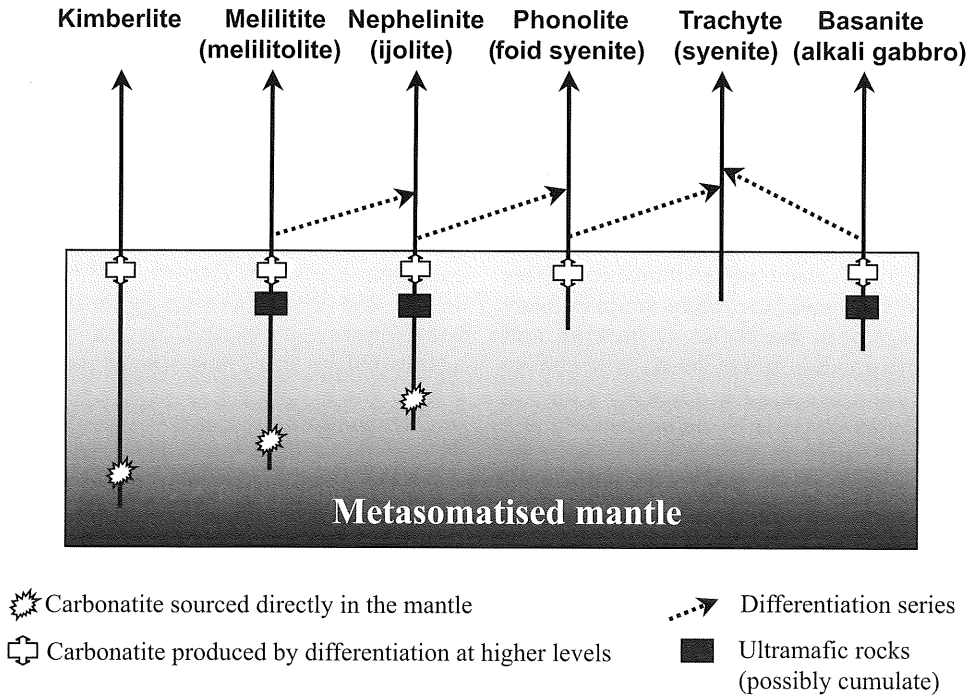 Kimberlite Melilitite Nephelinite Phonolite Trachyte Basanite
(melilitolite) (ijolite) (foid syenite) (syenite) (alkali gabbro)
Metasomatised mantle
Carbonatite sourced directly in the mantle
Carbonatite produced by differentiation at higher levels
Differentiation series
Ultramafic rocks
(possibly cumulate)